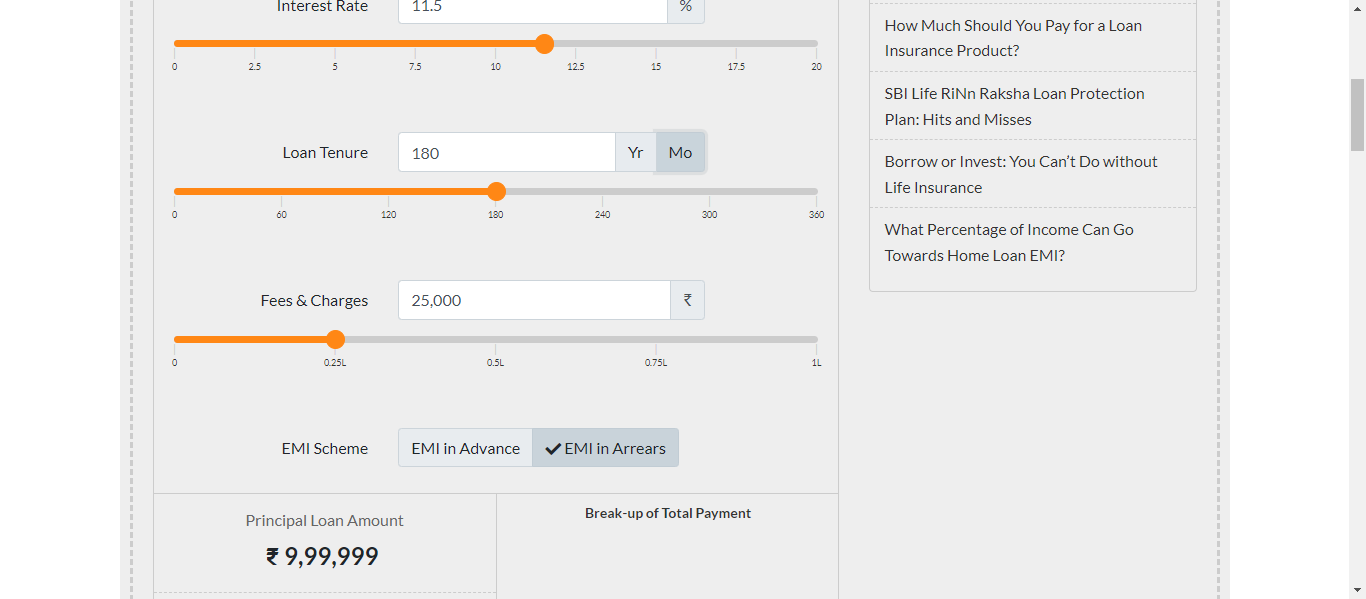 Interest Rate 11.5 %
0 2.5 5 7.5 10 12.5 15 17.5 20
Loan Tenure 180 Yr Mo
0 60 120 180 240 300 360
Fees & Charges 25,000 ₹
0 0.25L 0.5L 0.75L 1L
EMI Scheme EMI in Advance EMI in Arrears
Principal Loan Amount
₹ 9,99,999
Break-up of Total Payment
How Much Should You Pay for a Loan
Insurance Product?
SBI Life RiNn Raksha Loan Protection
Plan: Hits and Misses
Borrow or Invest: You Can’t Do without
Life Insurance
What Percentage of Income Can Go
Towards Home Loan EMI?